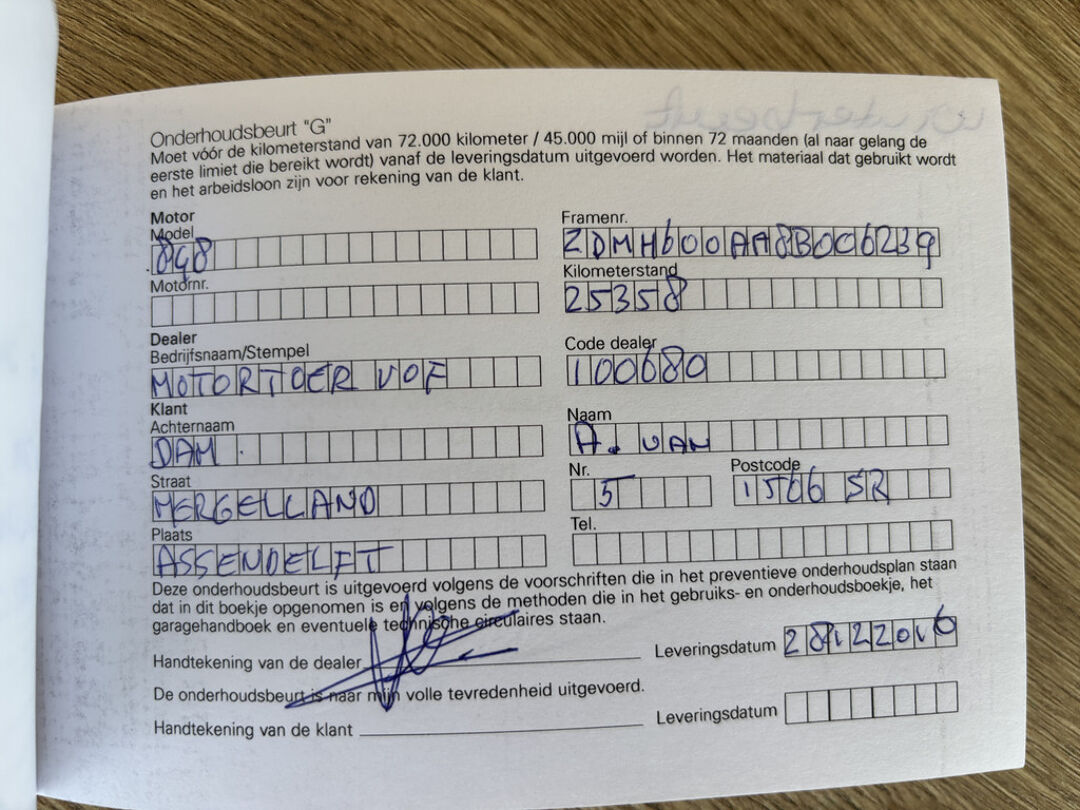 Onderhoudsbeurt "G"
Moet vóór de kilometerstand van 72.000 kilometer / 45.000 mijl of binnen 72 maanden (al naar gelang de
eerste limiet die bereikt wordt) vanaf de leveringsdatum uitgevoerd worden. Het materiaal dat gebruikt wordt
en het arbeidsloon zijn voor rekening van de klant.
Motor
Model
848
Framenr.
ZDMH600AA8B006239
Motornr.
Kilometerstand
25358
Dealer
Bedrijfsnaam/Stempel
MOTORTOER VOF
Code dealer
100680
Klant
Achternaam
DAM
Naam
A. VAN
Straat
MERGELLAND
Nr.
5
Postcode
1566 SR
Plaats
ASSENDELFT
Tel.
Deze onderhoudsbeurt is uitgevoerd volgens de voorschriften die in het preventieve onderhoudsplan staan
dat in dit boekje opgenomen is en volgens de methoden die in het gebruiks- en onderhoudsboekje, het
garagehandboek en eventuele technische circulaires staan.
Handtekening van de dealer
Leveringsdatum 28122016
De onderhoudsbeurt is naar mijn volle tevredenheid uitgevoerd.
Handtekening van de klant
Leveringsdatum